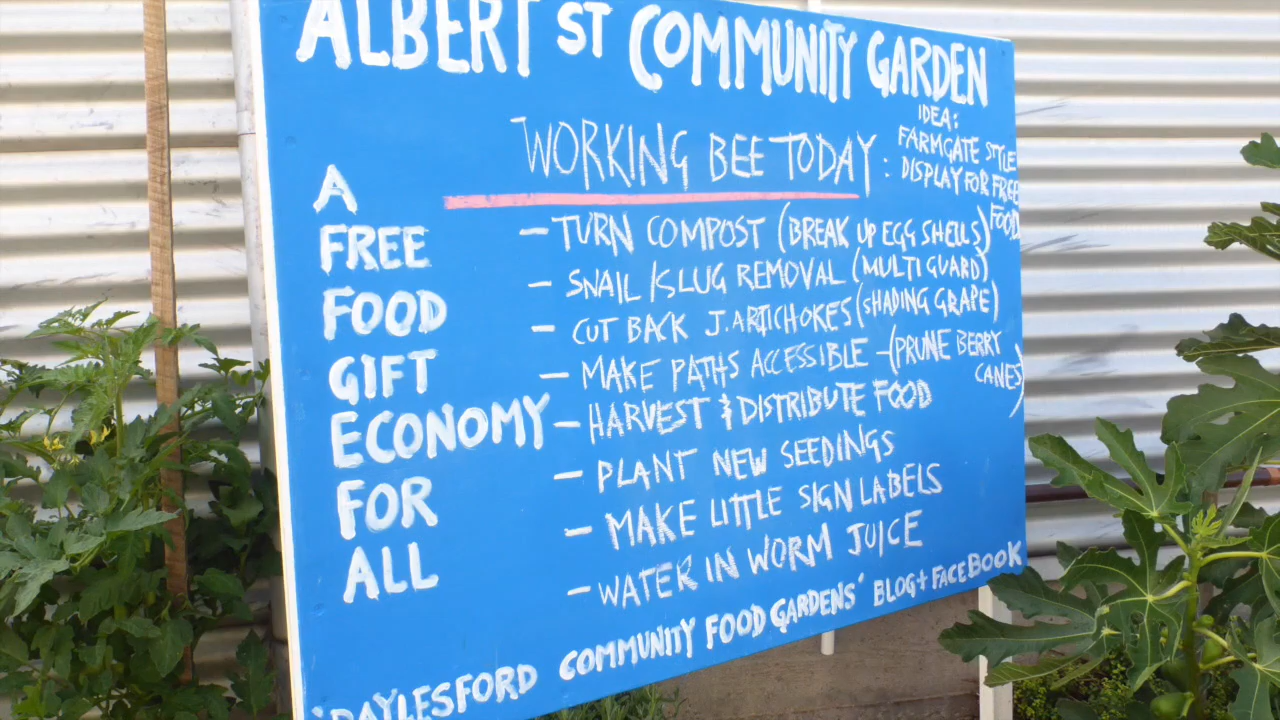 ALBERT ST COMMUNITY GARDEN
WORKING BEE TODAY:
IDEA:
FARMGATE STYLE
DISPLAY FOR FREE
FOOD
A
FREE
FOOD
GIFT
ECONOMY
FOR
ALL
- TURN COMPOST (BREAK UP EGG SHELLS)
- SNAIL/SLUG REMOVAL (MULTIGUARD)
- CUT BACK J.ARTICHOKES (SHADING GRAPE)
- MAKE PATHS ACCESSIBLE - (PRUNE BERRY
CANES)
- HARVEST & DISTRIBUTE FOOD
- PLANT NEW SEEDINGS
- MAKE LITTLE SIGN LABELS
- WATER IN WORM JUICE
'DAYLESFORD COMMUNITY FOOD GARDENS' BLOG + FACEBOOK